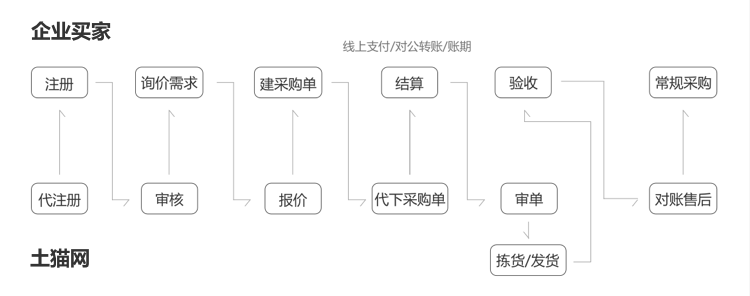 企业买家
线上支付/对公转账/账期
注册
询价需求
建采购单
结算
验收
常规采购
代注册
审核
报价
代下采购单
审单
对账售后
土猫网
拣货/发货